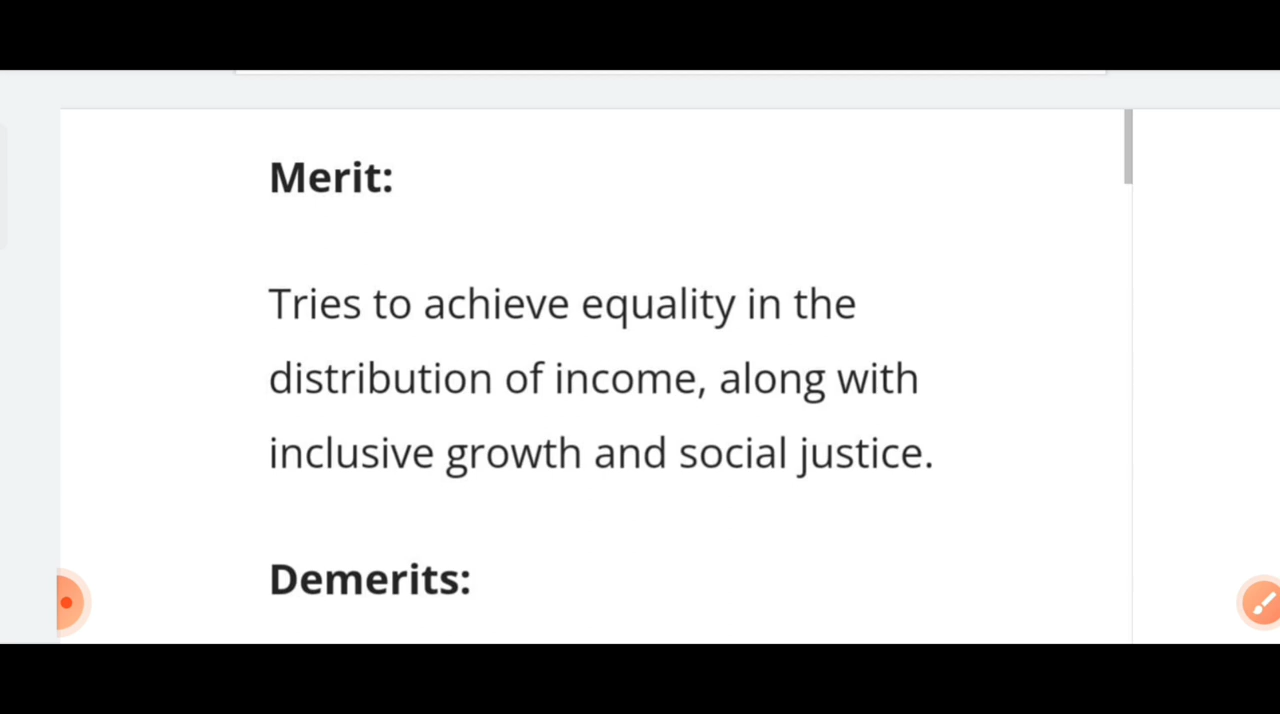 Merit:
Tries to achieve equality in the
distribution of income, along with
inclusive growth and social justice.
Demerits: